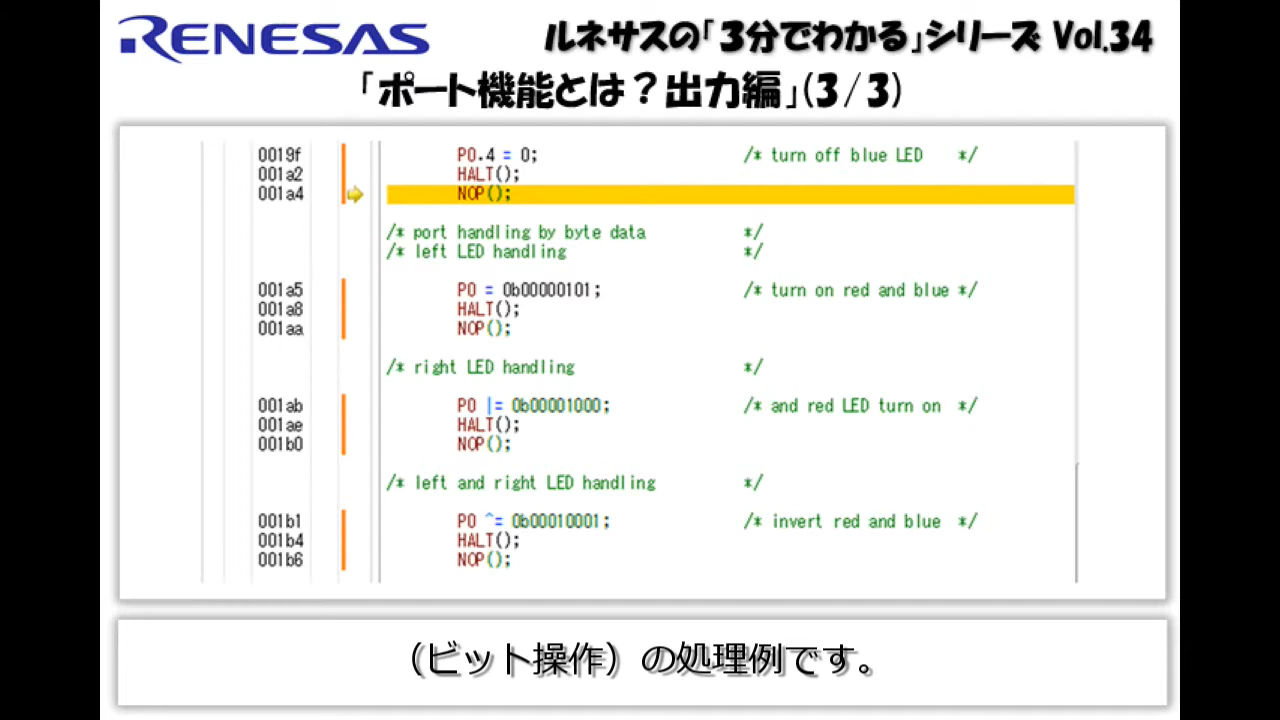 RENESAS
ルネサスの「3分でわかる」シリーズ Vol.34
「ポート機能とは？出力編」(3/3)
0019f P0.4 = 0; /* turn off blue LED */
001a2 HALT();
001a4 NOP();
/* port handling by byte data */
/* left LED handling */
001a5 P0 = 0b00000101; /* turn on red and blue */
001a8 HALT();
001aa NOP();
/* right LED handling */
001ab P0 |= 0b00001000; /* and red LED turn on */
001ae HALT();
001b0 NOP();
/* left and right LED handling */
001b1 P0 ^= 0b00010001; /* invert red and blue */
001b4 HALT();
001b6 NOP();
（ビット操作）の処理例です。